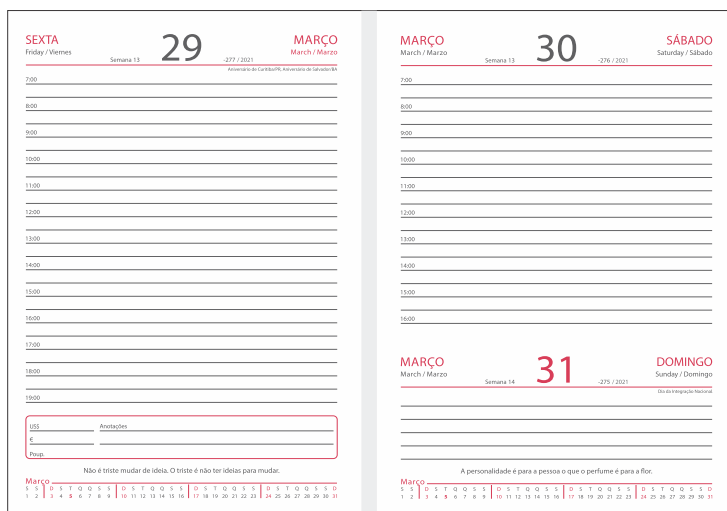 SEXTA 29 MARÇO
Friday / Viernes March / Marzo
Semana 13 -277 / 2021
Aniversário de Curitiba/PR; Aniversário de Salvador/BA
7:00
8:00
9:00
10:00
11:00
12:00
13:00
14:00
15:00
16:00
17:00
18:00
19:00
US$ Anotações
€
Poup.
Não é triste mudar de ideia. O triste é não ter ideias para mudar.
Março
S S D S T Q Q S S D S T Q Q S S D S T Q Q S S D S T Q Q S S D
1 2 3 4 5 6 7 8 9 10 11 12 13 14 15 16 17 18 19 20 21 22 23 24 25 26 27 28 29 30 31
MARÇO 30 SÁBADO
March / Marzo Saturday / Sábado
Semana 13 -276 / 2021
7:00
8:00
9:00
10:00
11:00
12:00
13:00
14:00
15:00
16:00
MARÇO 31 DOMINGO
March / Marzo Sunday / Domingo
Semana 14 -275 / 2021
Dia da Integração Nacional
A personalidade é para a pessoa o que o perfume é para a flor.
Março
S S D S T Q Q S S D S T Q Q S S D S T Q Q S S D S T Q Q S S D
1 2 3 4 5 6 7 8 9 10 11 12 13 14 15 16 17 18 19 20 21 22 23 24 25 26 27 28 29 30 31